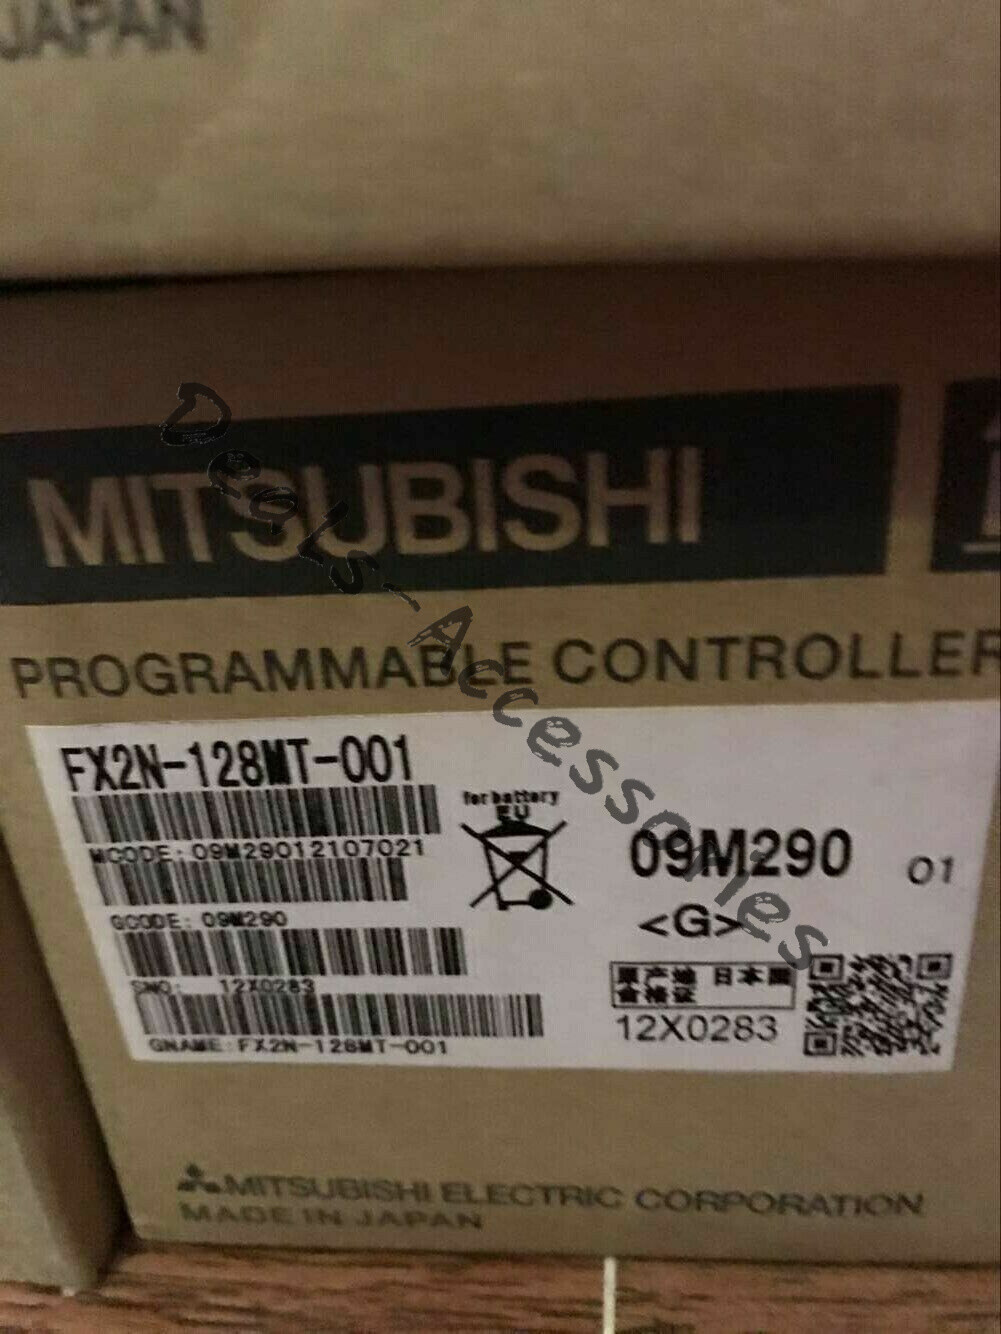 JAPAN
MITSUBISHI
PROGRAMMABLE CONTROLLER
FX2N-128MT-001
MCODE:09M29012107021
GCODE: 09M290
SNO: 12X0283
GNAME:FX2N-128MT-001
for battery
EU
09M290 01
<G>
原产地 日本国
合格证
12X0283
MITSUBISHI ELECTRIC CORPORATION
MADE IN JAPAN
Deals-Accessories